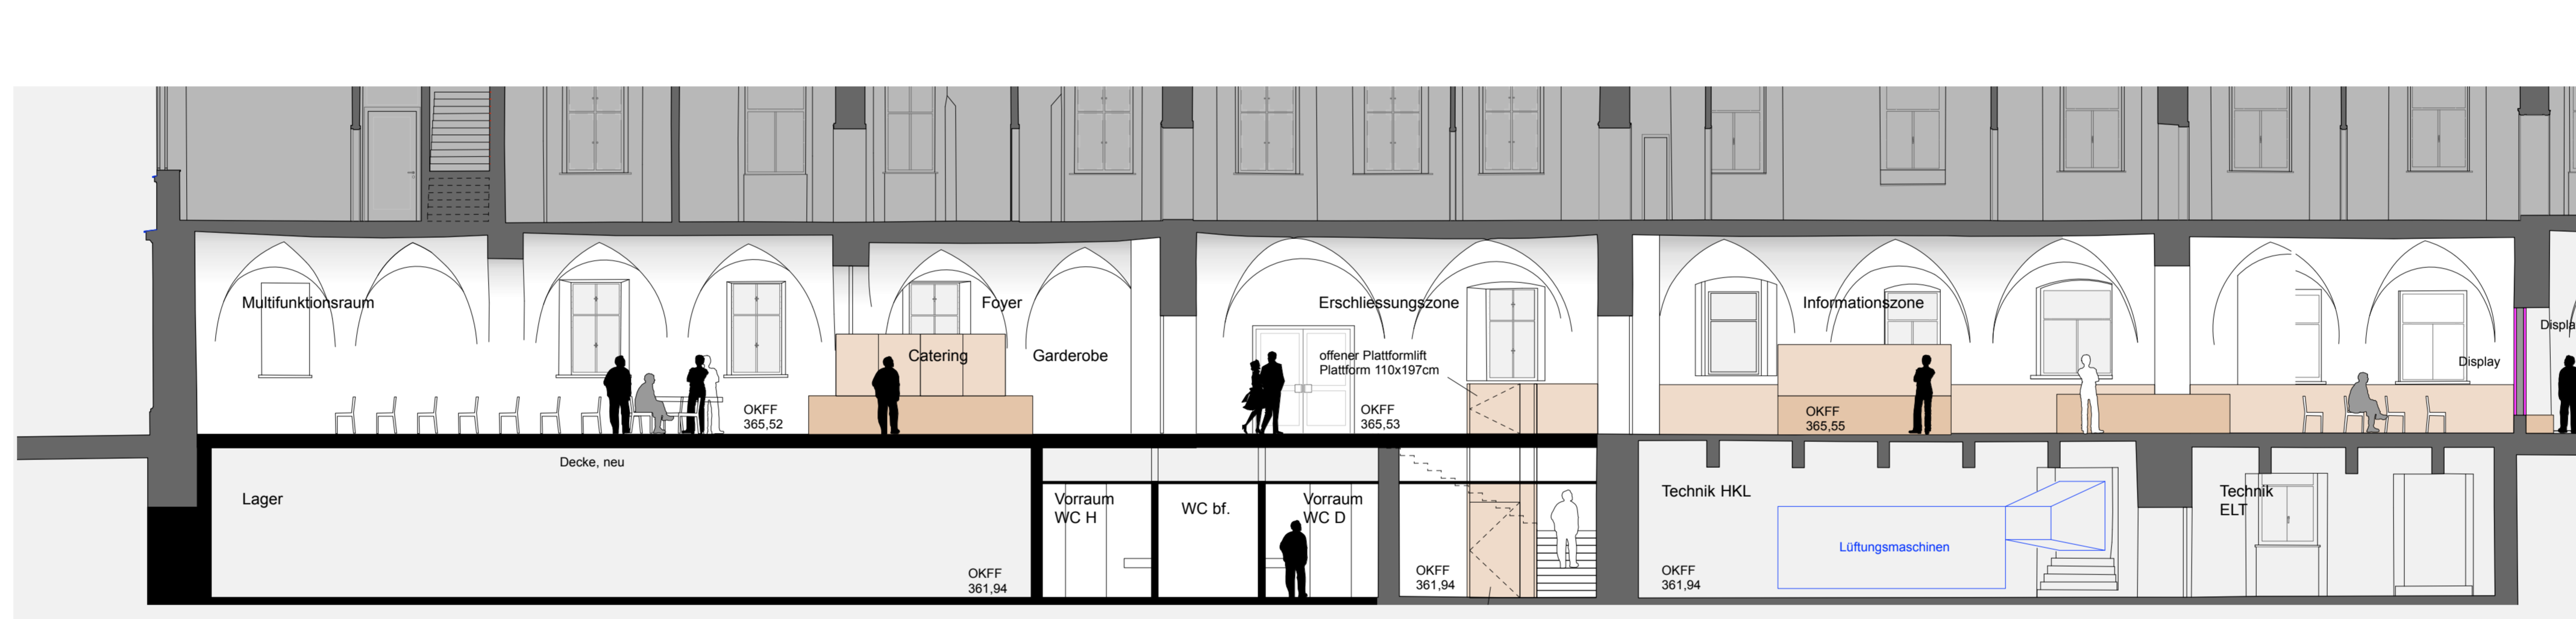 Multifunktionsraum
Foyer
Erschliessungszone
Informationszone
Catering
Garderobe
offener Plattformlift
Plattform 110x197cm
Display
Displa
OKFF
365,52
OKFF
365,53
OKFF
365,55
Decke, neu
Lager
Vorraum
WC H
WC bf.
Vorraum
WC D
Technik HKL
Technik
ELT
Lüftungsmaschinen
OKFF
361,94
OKFF
361,94
OKFF
361,94